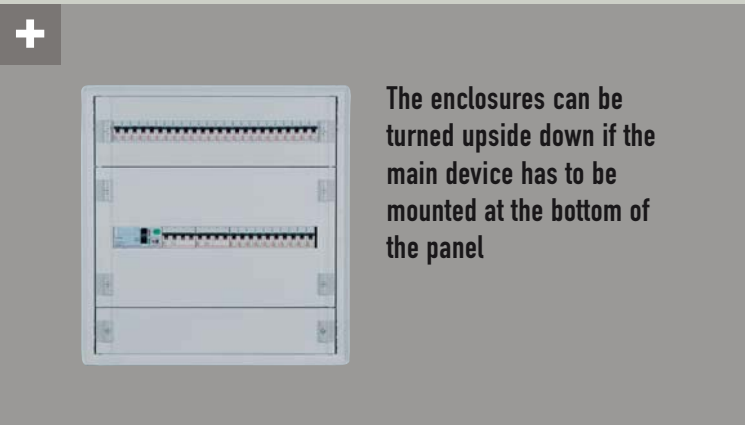 The enclosures can be
turned upside down if the
main device has to be
mounted at the bottom of
the panel